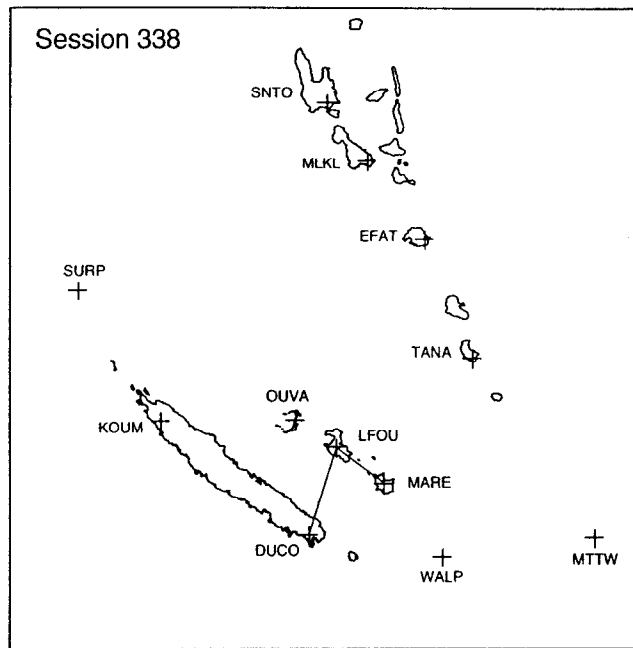 Session 338
SNTO
MLKL
EFAT
SURP
TANA
OUVA
KOUM
LFOU
MARE
DUCO
WALP
MTTW